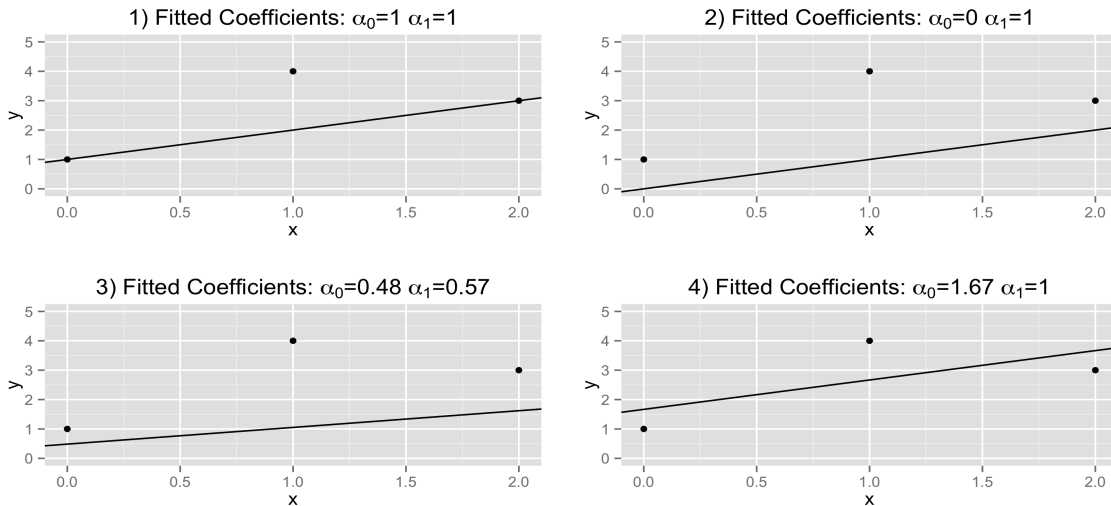 1) Fitted Coefficients: α₀=1 α₁=1
5
4
3
2
1
0
y
0.0 0.5 1.0 1.5 2.0
x
2) Fitted Coefficients: α₀=0 α₁=1
5
4
3
2
1
0
y
0.0 0.5 1.0 1.5 2.0
x
3) Fitted Coefficients: α₀=0.48 α₁=0.57
5
4
3
2
1
0
y
0.0 0.5 1.0 1.5 2.0
x
4) Fitted Coefficients: α₀=1.67 α₁=1
5
4
3
2
1
0
y
0.0 0.5 1.0 1.5 2.0
x